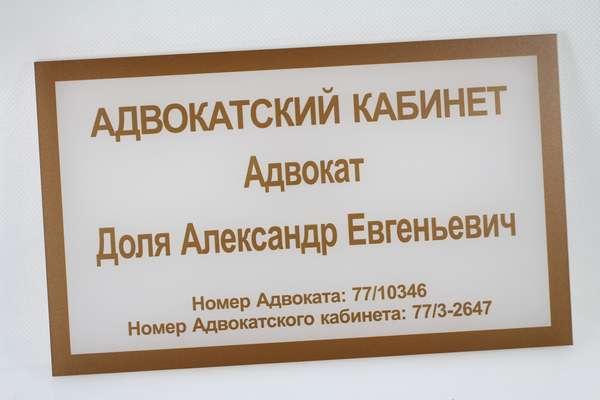 АДВОКАТСКИЙ КАБИНЕТ
Адвокат
Доля Александр Евгеньевич
Номер Адвоката: 77/10346
Номер Адвокатского кабинета: 77/3-2647